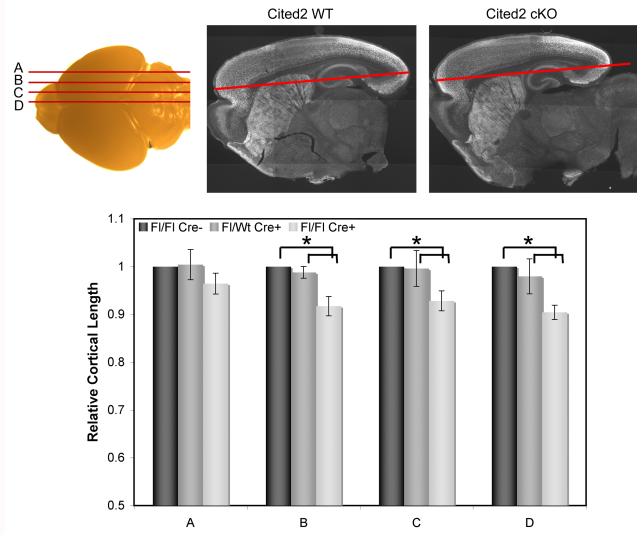 Cited2 WT
Cited2 cKO
A
B
C
D
Fl/Fl Cre- Fl/Wt Cre+ Fl/Fl Cre+
* * *
Relative Cortical Length
1.1
1
0.9
0.8
0.7
0.6
0.5
A B C D